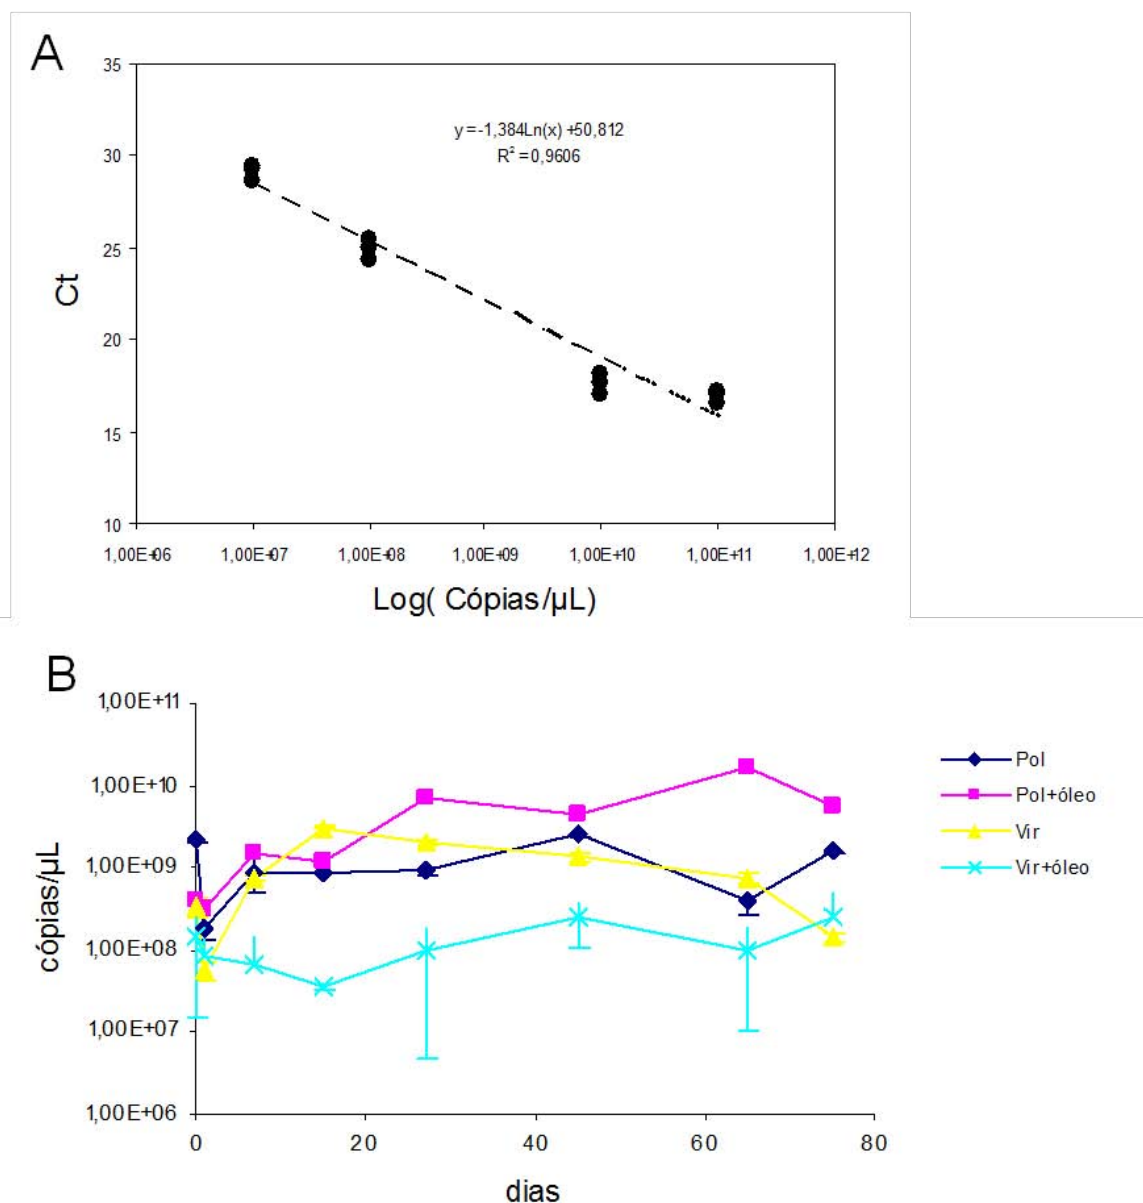 A
35
30
25
20
15
10
Ct
y=-1,384Ln(x)+50,812
R²=0,9606
1,00E+06 1,00E+07 1,00E+08 1,00E+09 1,00E+10 1,00E+11 1,00E+12
Log( Cópias/µL)
B
1,00E+11
1,00E+10
1,00E+09
1,00E+08
1,00E+07
1,00E+06
cópias/µL
0 20 40 60 80
dias
Pol
Pol+óleo
Vir
Vir+óleo